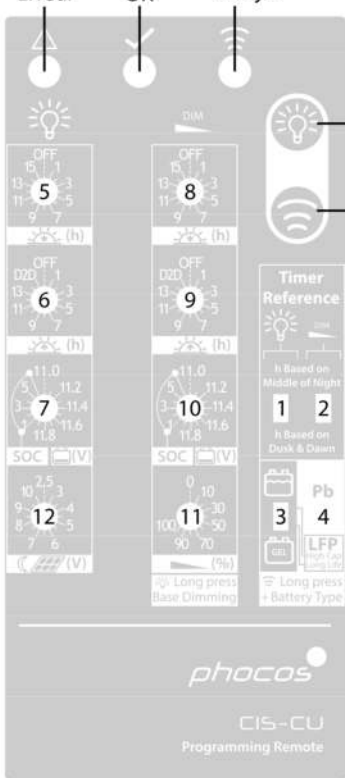 OK
DIM
OFF
15 1
13 3
5
11 5
9 7
(h)
OFF
15 1
13 3
8
11 5
9 7
(h)
OFF
D2D 1
13 3
6
11 5
9 7
(h)
OFF
D2D 1
13 3
9
11 5
9 7
(h)
11.0
5 11.2
3 7 11.4
1 11.6
11.8
SOC (V)
11.0
5 11.2
3 10 11.4
1 11.6
11.8
SOC (V)
2.5
10 3
9 4
12
8 5
7 6
(V)
0
10
30
11
100 50
90 70
(%)
Long press
Base Dimming
Timer
Reference
DIM
h Based on
Middle of Night
1 2
h Based on
Dusk & Dawn
Pb
3 4
GEL
LFP
High Cap
Long Life
Long press
+ Battery Type
phocos
CIS-CU
Programming Remote